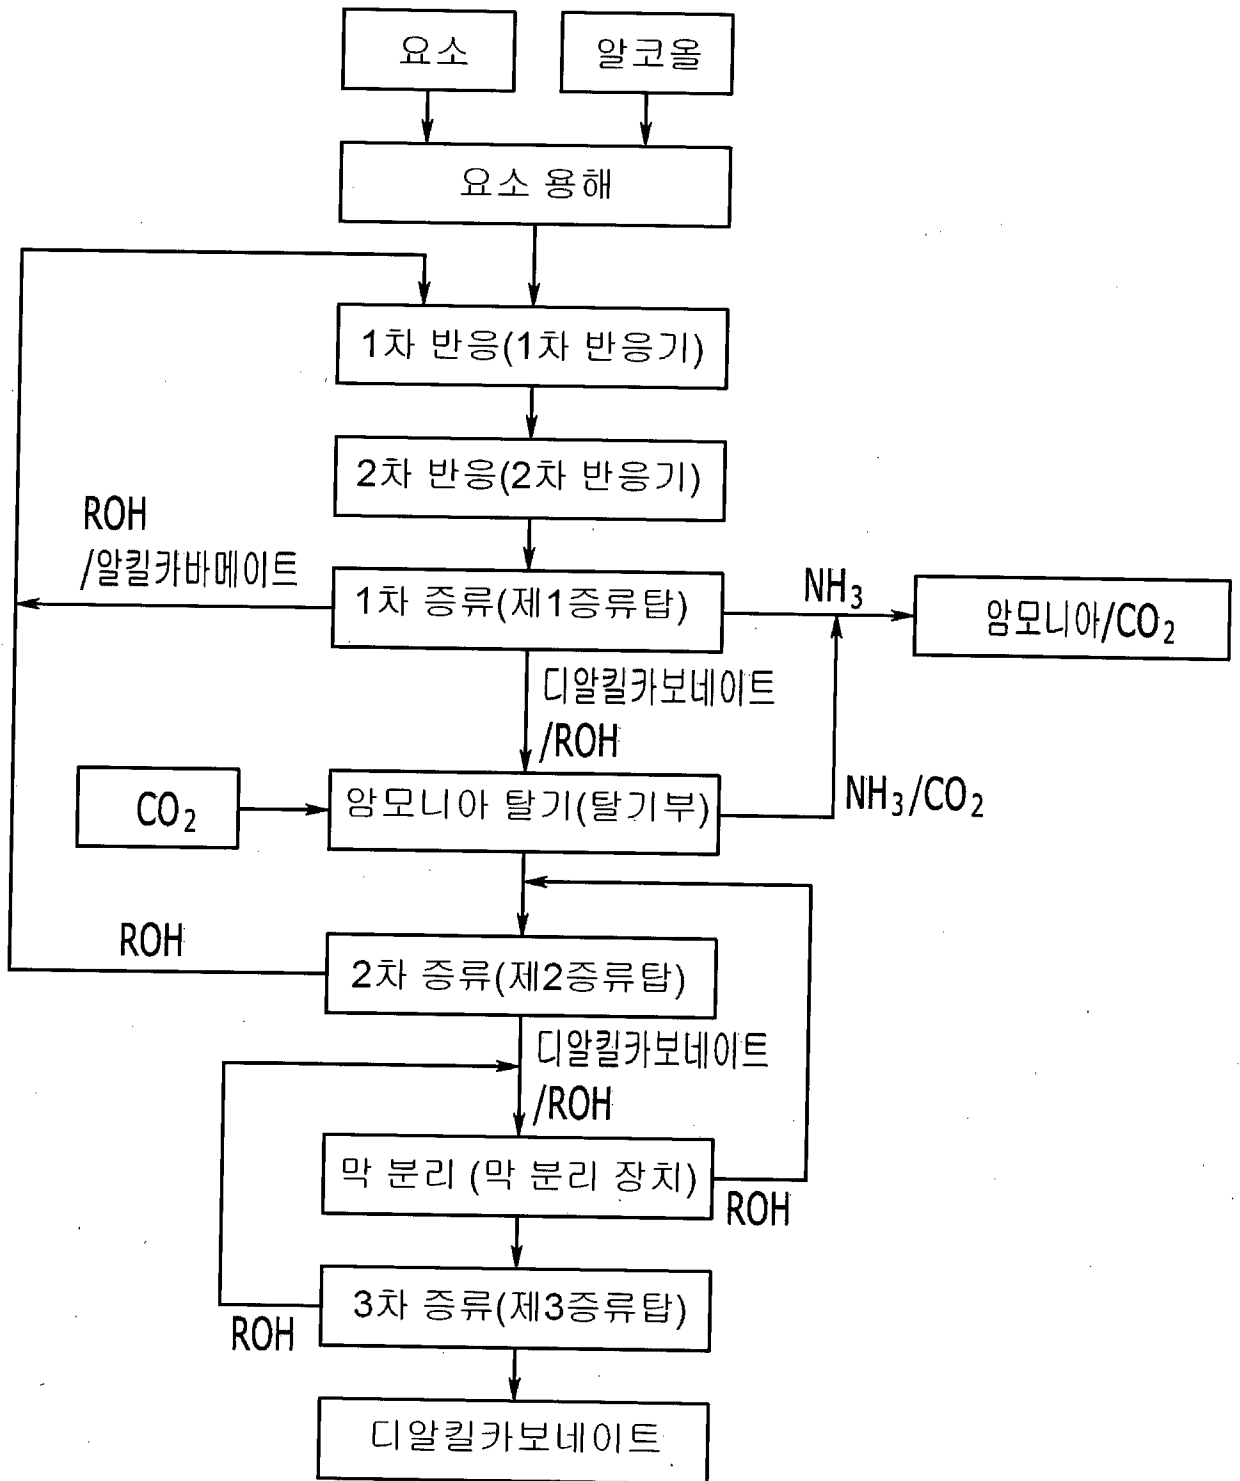 요소
알코올
요소 용해
1차 반응(1차 반응기)
2차 반응(2차 반응기)
ROH
/알킬카바메이트
1차 증류(제1증류탑)
NH₃
암모니아/CO₂
디알킬카보네이트
/ROH
CO₂
암모니아 탈기(탈기부)
NH₃/CO₂
ROH
2차 증류(제2증류탑)
디알킬카보네이트
/ROH
막 분리 (막 분리 장치)
ROH
3차 증류(제3증류탑)
ROH
디알킬카보네이트